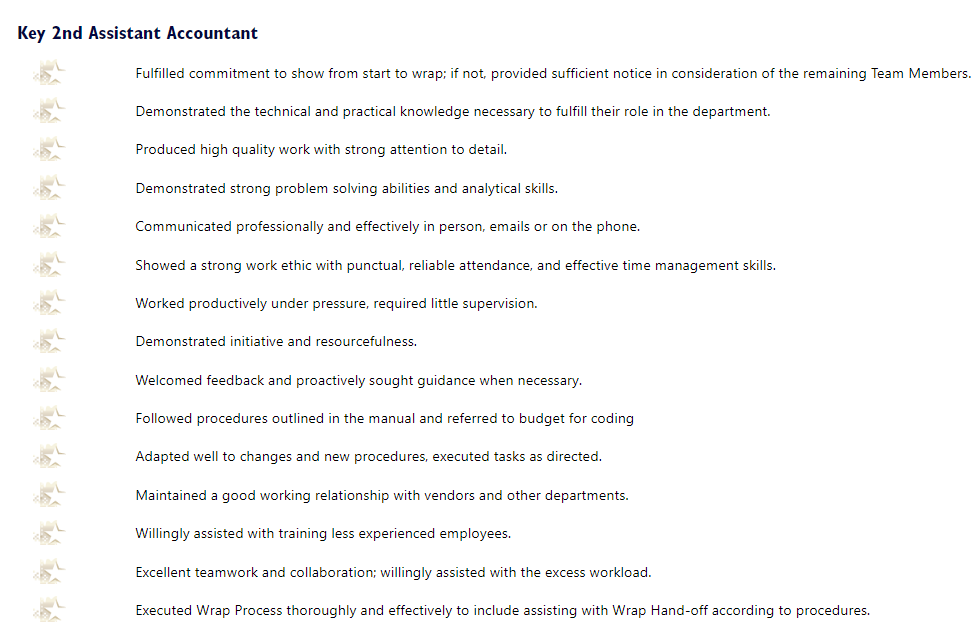 Key 2nd Assistant Accountant
Fulfilled commitment to show from start to wrap; if not, provided sufficient notice in consideration of the remaining Team Members.
Demonstrated the technical and practical knowledge necessary to fulfill their role in the department.
Produced high quality work with strong attention to detail.
Demonstrated strong problem solving abilities and analytical skills.
Communicated professionally and effectively in person, emails or on the phone.
Showed a strong work ethic with punctual, reliable attendance, and effective time management skills.
Worked productively under pressure, required little supervision.
Demonstrated initiative and resourcefulness.
Welcomed feedback and proactively sought guidance when necessary.
Followed procedures outlined in the manual and referred to budget for coding
Adapted well to changes and new procedures, executed tasks as directed.
Maintained a good working relationship with vendors and other departments.
Willingly assisted with training less experienced employees.
Excellent teamwork and collaboration; willingly assisted with the excess workload.
Executed Wrap Process thoroughly and effectively to include assisting with Wrap Hand-off according to procedures.